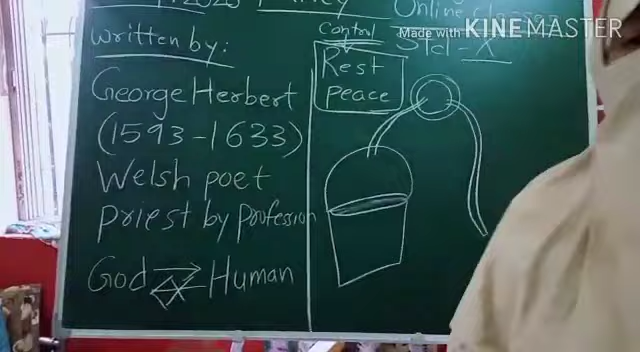 Online classes
Made with KINEMASTER
Std - X
written by:
George Herbert
(1593-1633)
Welsh poet
priest by profession
God Human
Control
Rest
peace